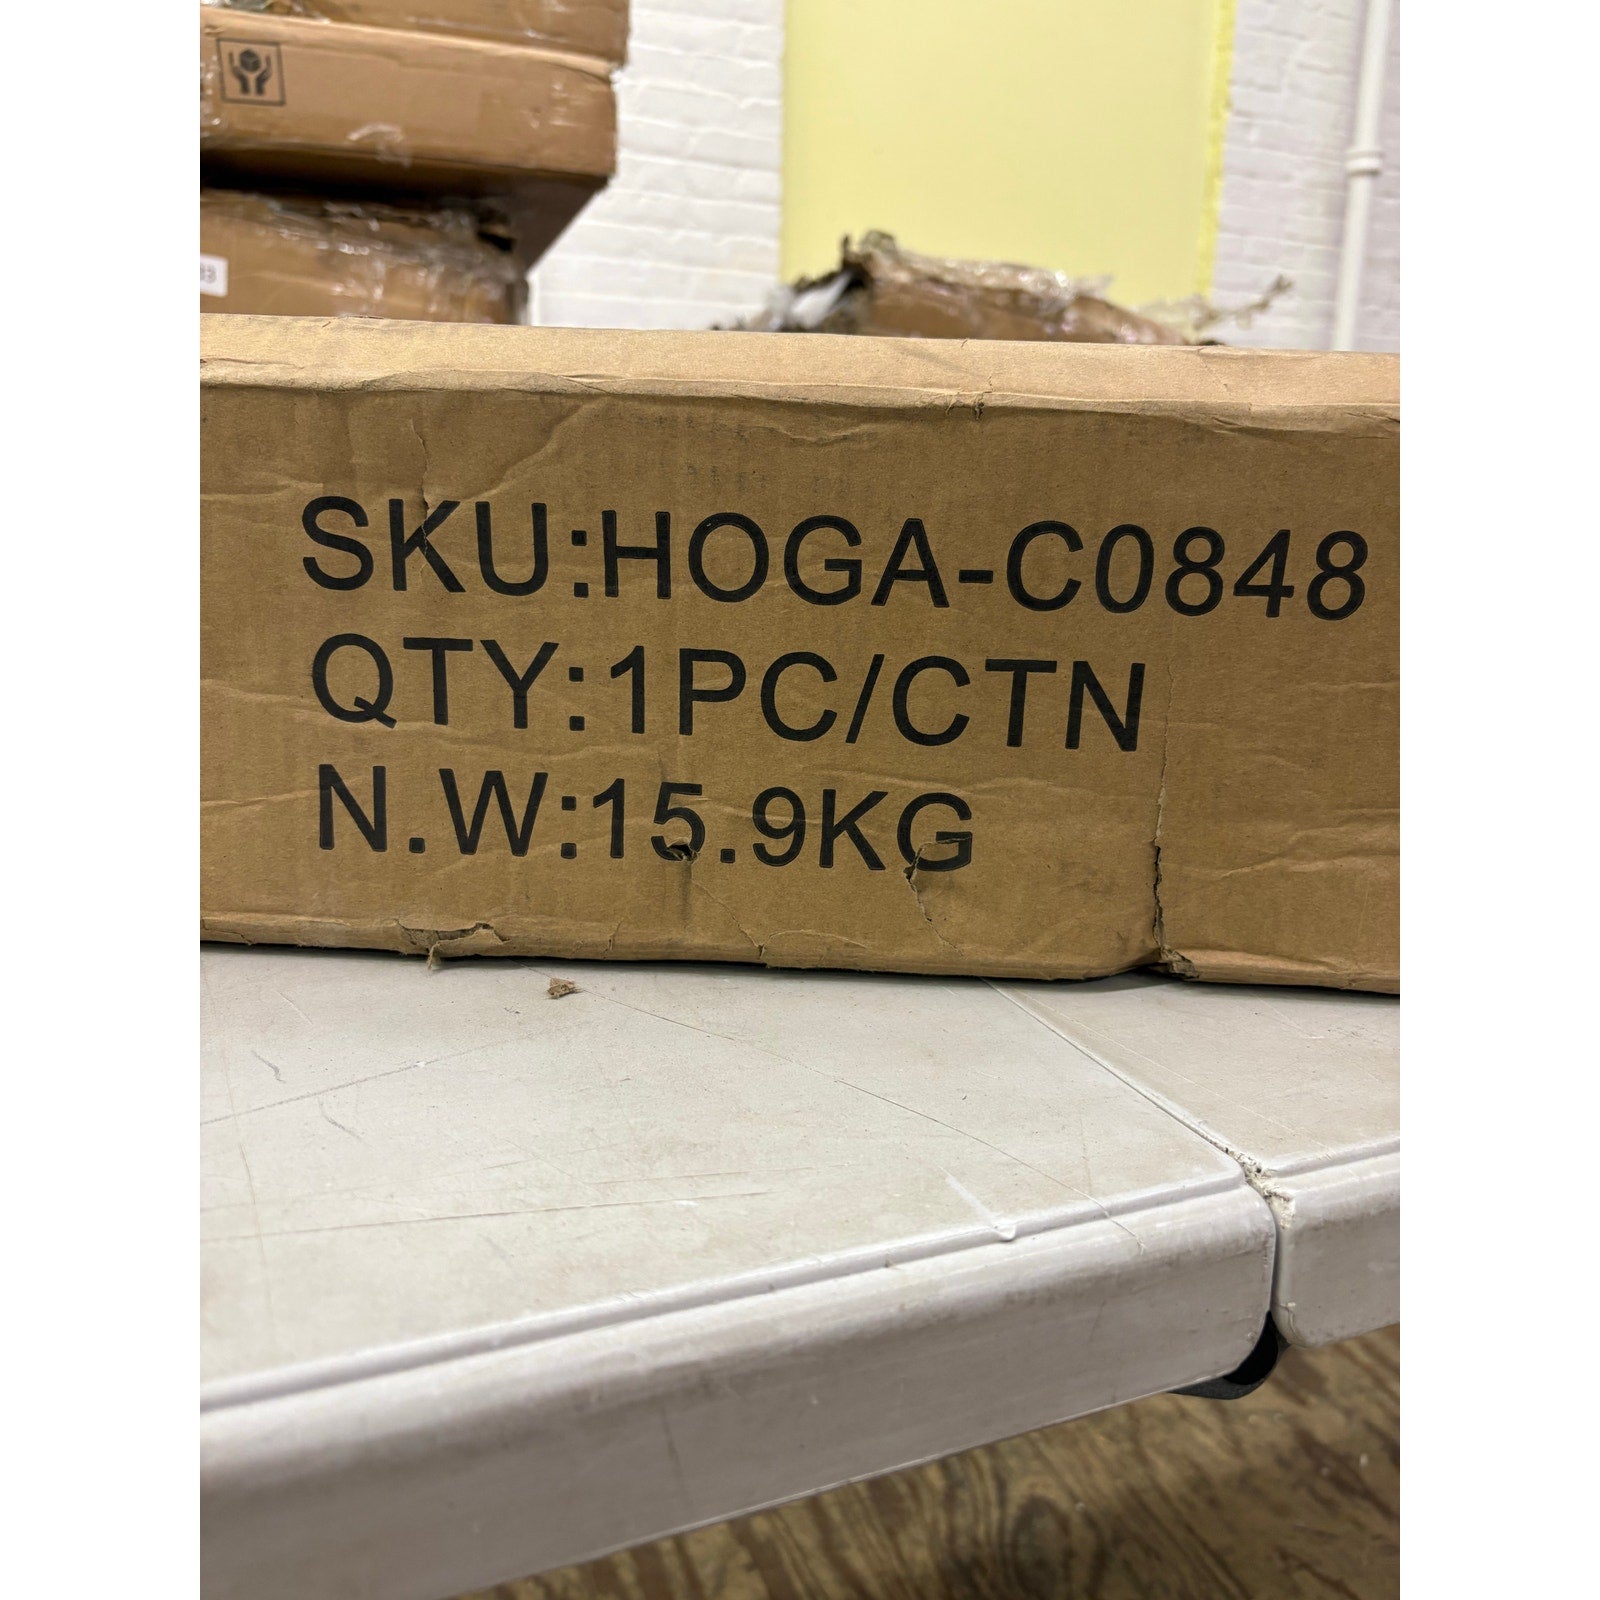 SKU:HOGA-C0848
QTY:1PC/CTN
N.W:15.9KG